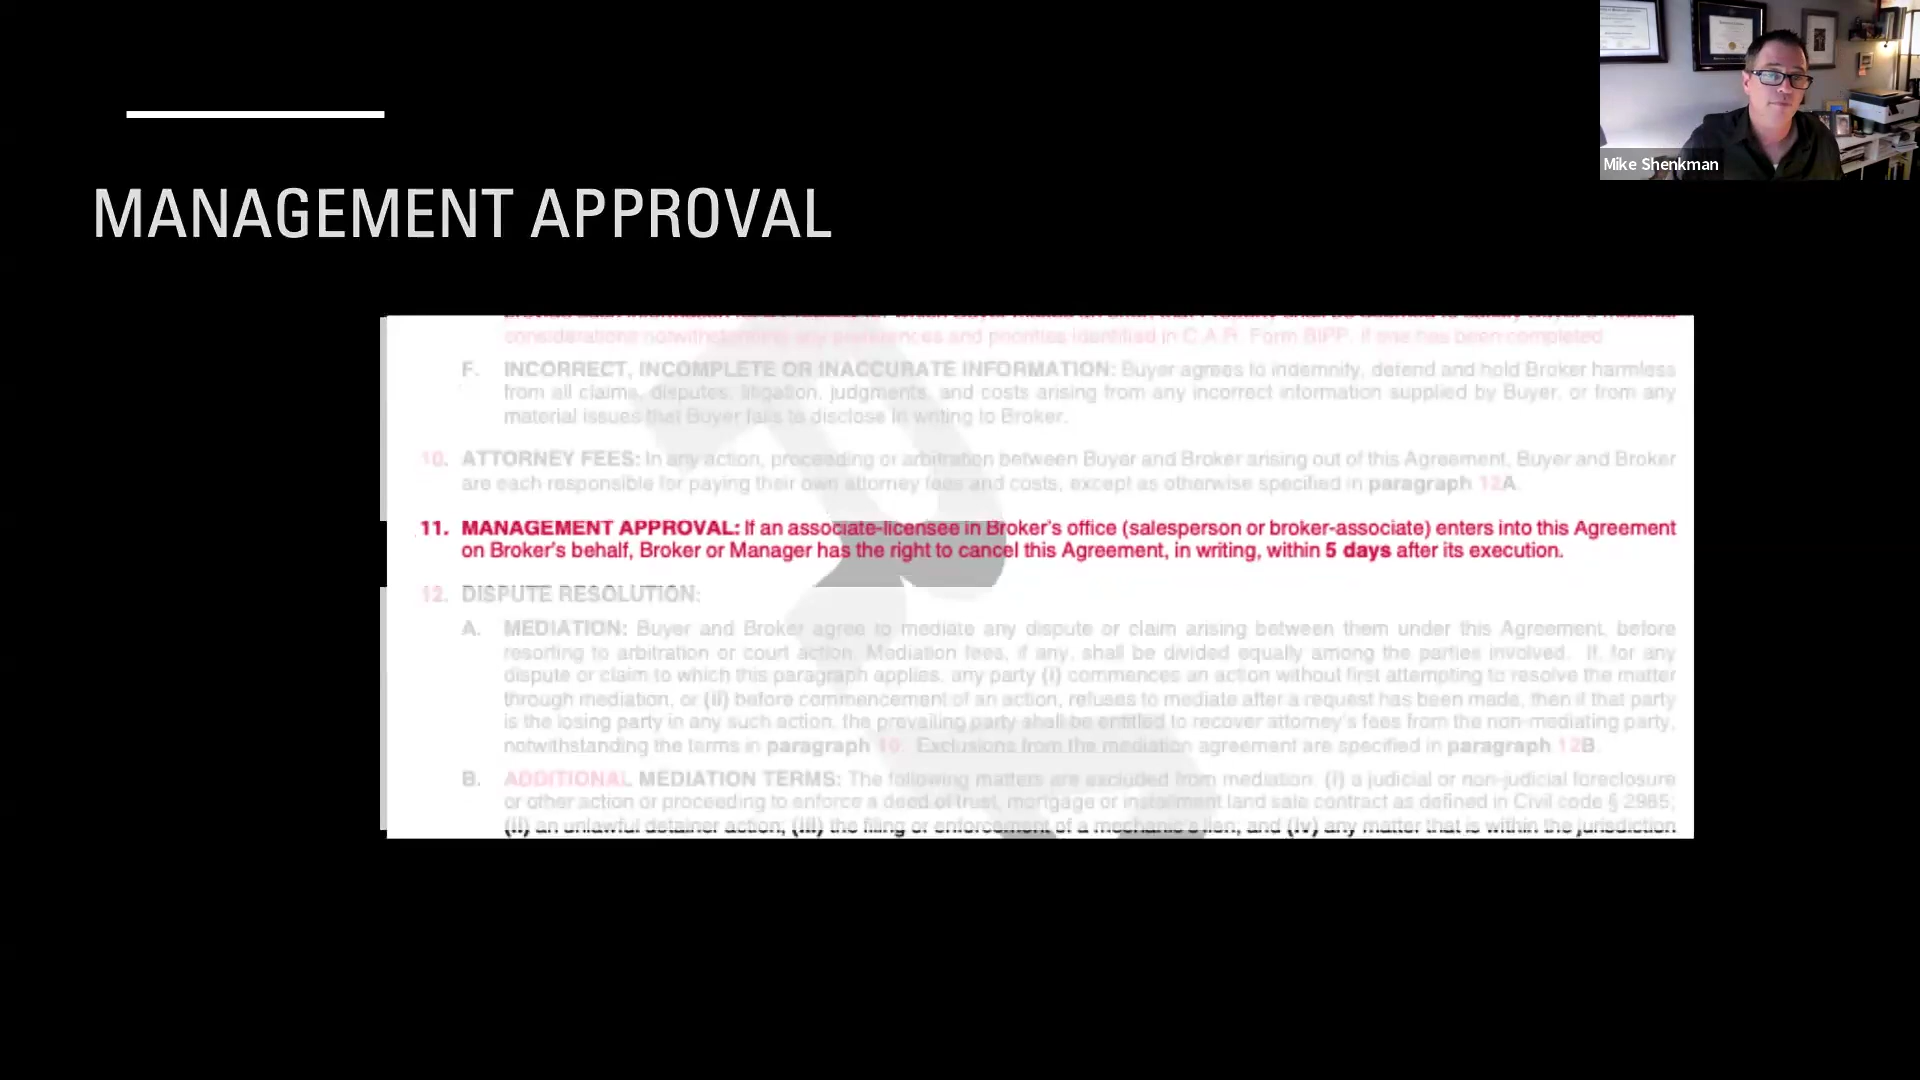 Mike Shenkman
MANAGEMENT APPROVAL
considerations notwithstanding any preferences and priorities identified in C.A.R. Form BIPP, if one has been completed
F. INCORRECT, INCOMPLETE OR INACCURATE INFORMATION: Buyer agrees to indemnify, defend and hold Broker harmless
from all claims, disputes, litigation, judgments, and costs arising from any incorrect information supplied by Buyer, or from any
material issues that Buyer fails to disclose in writing to Broker.
10. ATTORNEY FEES: In any action, proceeding or arbitration between Buyer and Broker arising out of this Agreement, Buyer and Broker
are each responsible for paying their own attorney fees and costs, except as otherwise specified in paragraph 12A.
11. MANAGEMENT APPROVAL: If an associate-licensee in Broker's office (salesperson or broker-associate) enters into this Agreement
on Broker's behalf, Broker or Manager has the right to cancel this Agreement, in writing, within 5 days after its execution.
12. DISPUTE RESOLUTION:
A. MEDIATION: Buyer and Broker agree to mediate any dispute or claim arising between them under this Agreement, before
resorting to arbitration or court action. Mediation fees, if any, shall be divided equally among the parties involved. If, for any
dispute or claim to which this paragraph applies, any party (i) commences an action without first attempting to resolve the matter
through mediation, or (ii) before commencement of an action, refuses to mediate after a request has been made, then if that party
is the losing party in any such action, the prevailing party shall be entitled to recover attorney's fees from the non-mediating party,
notwithstanding the terms in paragraph 10. Exclusions from the mediation agreement are specified in paragraph 12B.
B. ADDITIONAL MEDIATION TERMS: The following matters are excluded from mediation: (i) a judicial or non-judicial foreclosure
or other action or proceeding to enforce a deed of trust, mortgage or installment land sale contract as defined in Civil code § 2985;
(ii) an unlawful detainer action; (iii) the filing or enforcement of a mechanic's lien; and (iv) any matter that is within the jurisdiction